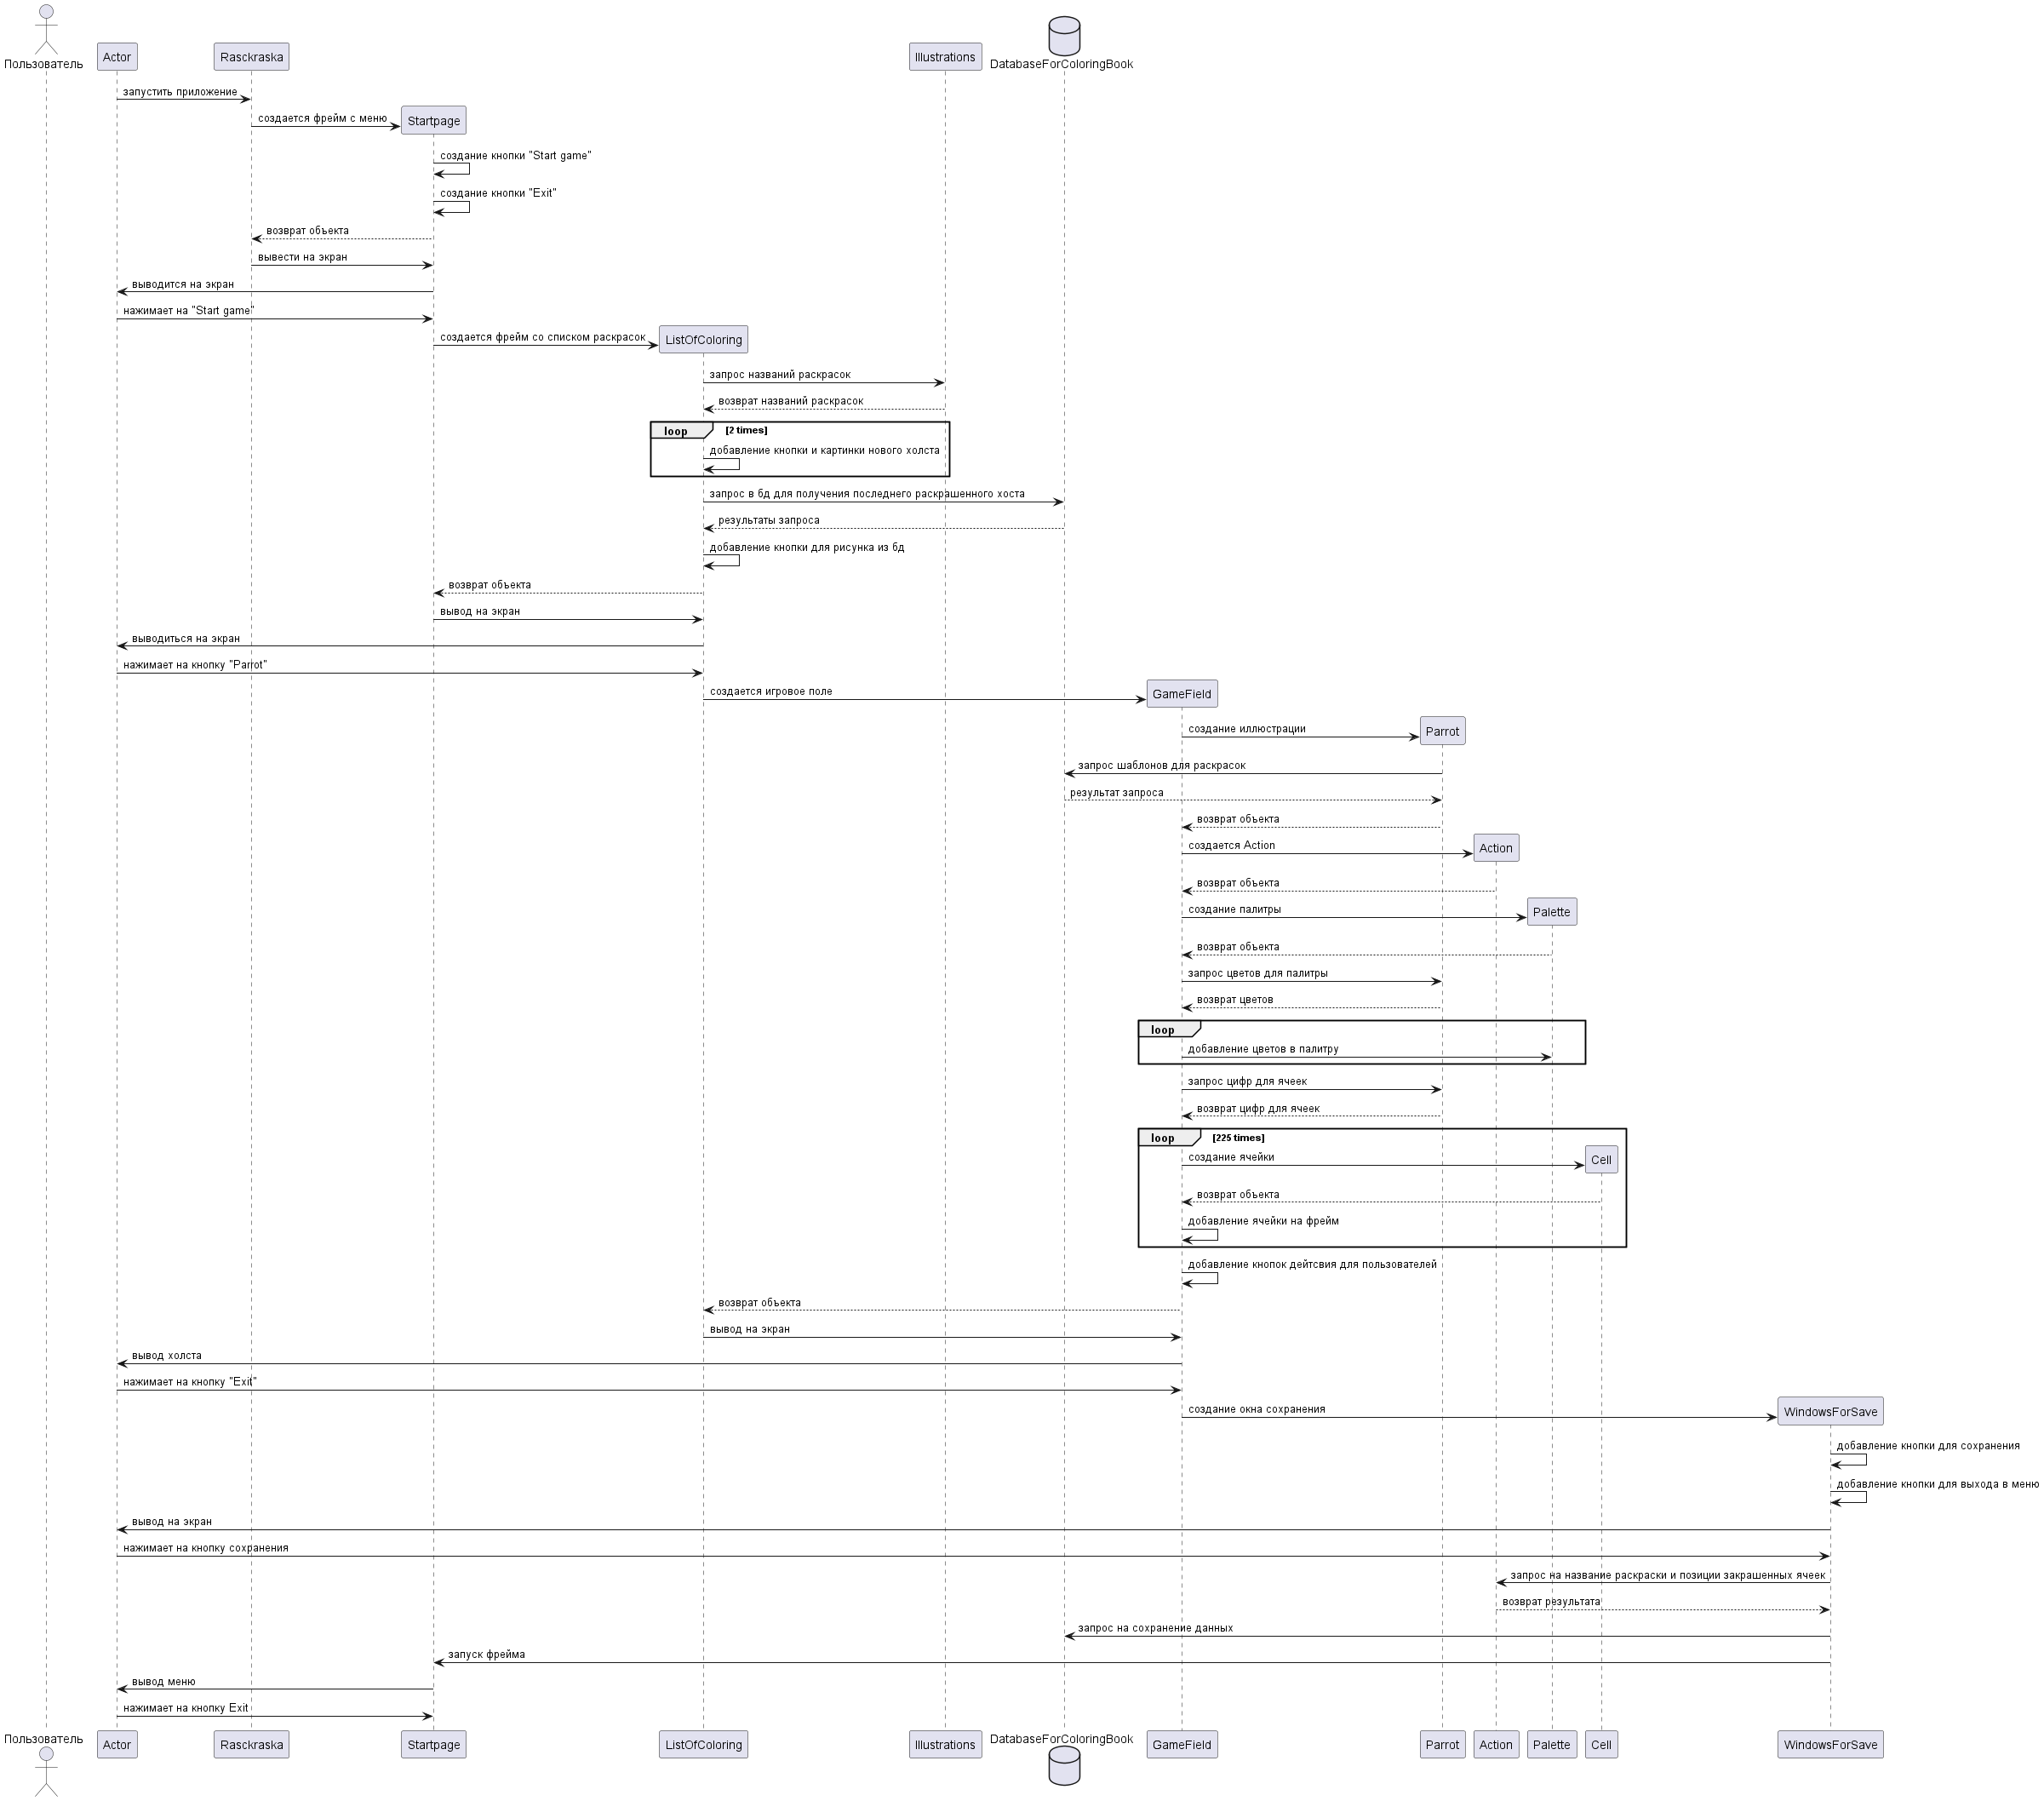 Пользователь
Actor
Rasckraska
Illustrations
DatabaseForColoringBook
запустить приложение
создается фрейм с меню
Startpage
создание кнопки "Start game"
создание кнопки "Exit"
возврат объекта
вывести на экран
выводится на экран
нажимает на "Start game"
создается фрейм со списком раскрасок
ListOfColoring
запрос названий раскрасок
возврат названий раскрасок
loop [2 times]
добавление кнопки и картинки нового холста
запрос в бд для получения последнего раскрашенного хоста
результаты запроса
добавление кнопки для рисунка из бд
возврат объекта
вывод на экран
выводиться на экран
нажимает на кнопку "Parrot"
создается игровое поле
GameField
создание иллюстрации
Parrot
запрос шаблонов для раскрасок
результат запроса
возврат объекта
создается Action
Action
возврат объекта
создание палитры
Palette
возврат объекта
запрос цветов для палитры
возврат цветов
loop
добавление цветов в палитру
запрос цифр для ячеек
возврат цифр для ячеек
loop [225 times]
создание ячейки
Cell
возврат объекта
добавление ячейки на фрейм
добавление кнопок дейтсвия для пользователей
возврат объекта
вывод на экран
вывод холста
нажимает на кнопку "Exit"
создание окна сохранения
WindowsForSave
добавление кнопки для сохранения
добавление кнопки для выхода в меню
вывод на экран
нажимает на кнопку сохранения
запрос на название раскраски и позиции закрашенных ячеек
возврат результата
запрос на сохранение данных
запуск фрейма
вывод меню
нажимает на кнопку Exit
Пользователь
Actor
Rasckraska
Startpage
ListOfColoring
Illustrations
DatabaseForColoringBook
GameField
Parrot
Action
Palette
Cell
WindowsForSave